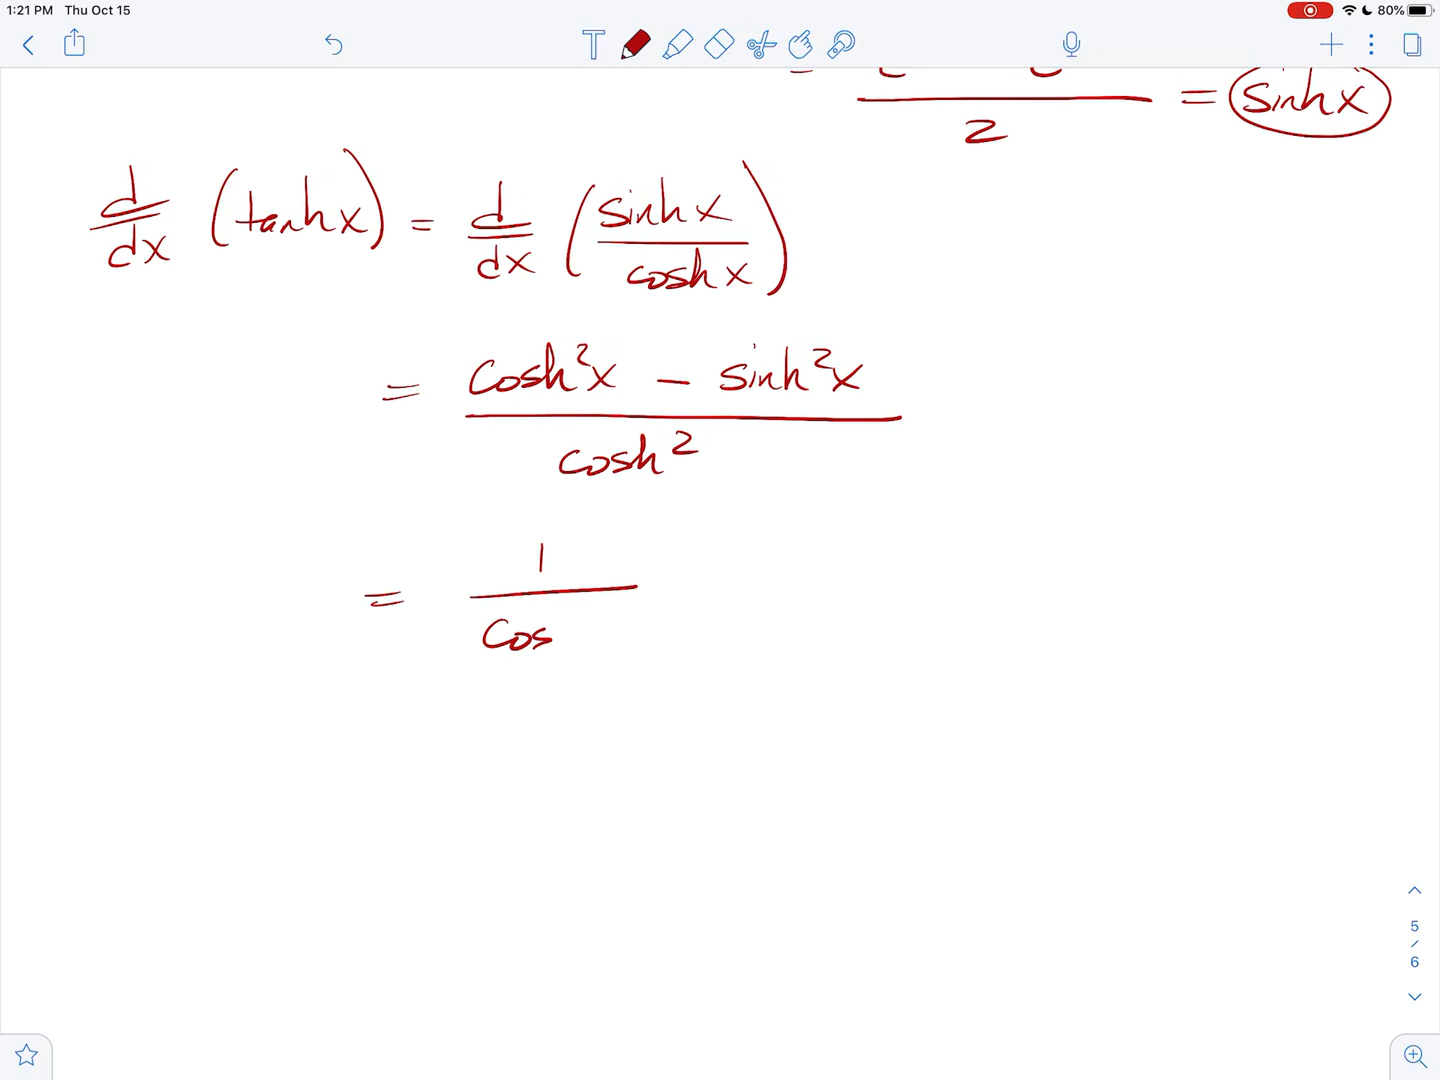 1:21 PM Thu Oct 15 80%
T
2 = sinh x
d/dx (tanh x) = d/dx (sinh x / cosh x)
= cosh²x − sinh²x / cosh²
= 1 / cos
5
/
6